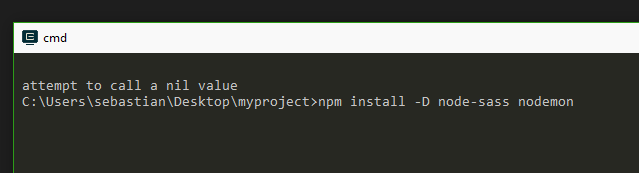 cmd
attempt to call a nil value
C:\Users\sebastian\Desktop\myproject>npm install -D node-sass nodemon